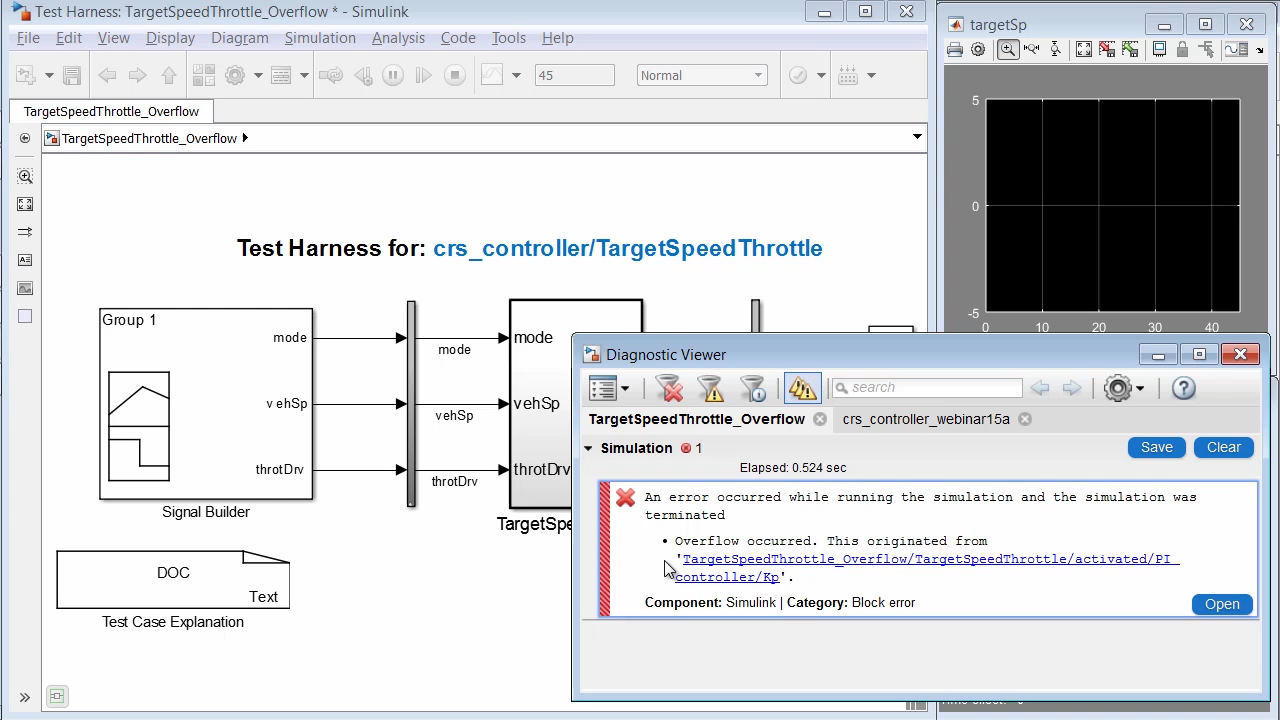 Test Harness: TargetSpeedThrottle_Overflow * - Simulink
File Edit View Display Diagram Simulation Analysis Code Tools Help
45 Normal
TargetSpeedThrottle_Overflow
TargetSpeedThrottle_Overflow
Test Harness for: crs_controller/TargetSpeedThrottle
Group 1
mode
vehSp
throtDrv
Signal Builder
mode
vehSp
throtDrv
mode
vehSp
throtDrv
TargetSpe
DOC
Text
Test Case Explanation
targetSp
5
0
-5
0 10 20 30 40
Diagnostic Viewer
search
TargetSpeedThrottle_Overflow crs_controller_webinar15a
Simulation 1 Save Clear
Elapsed: 0.524 sec
An error occurred while running the simulation and the simulation was
terminated
• Overflow occurred. This originated from
'TargetSpeedThrottle_Overflow/TargetSpeedThrottle/activated/PI
controller/Kp'.
Component: Simulink | Category: Block error
Open